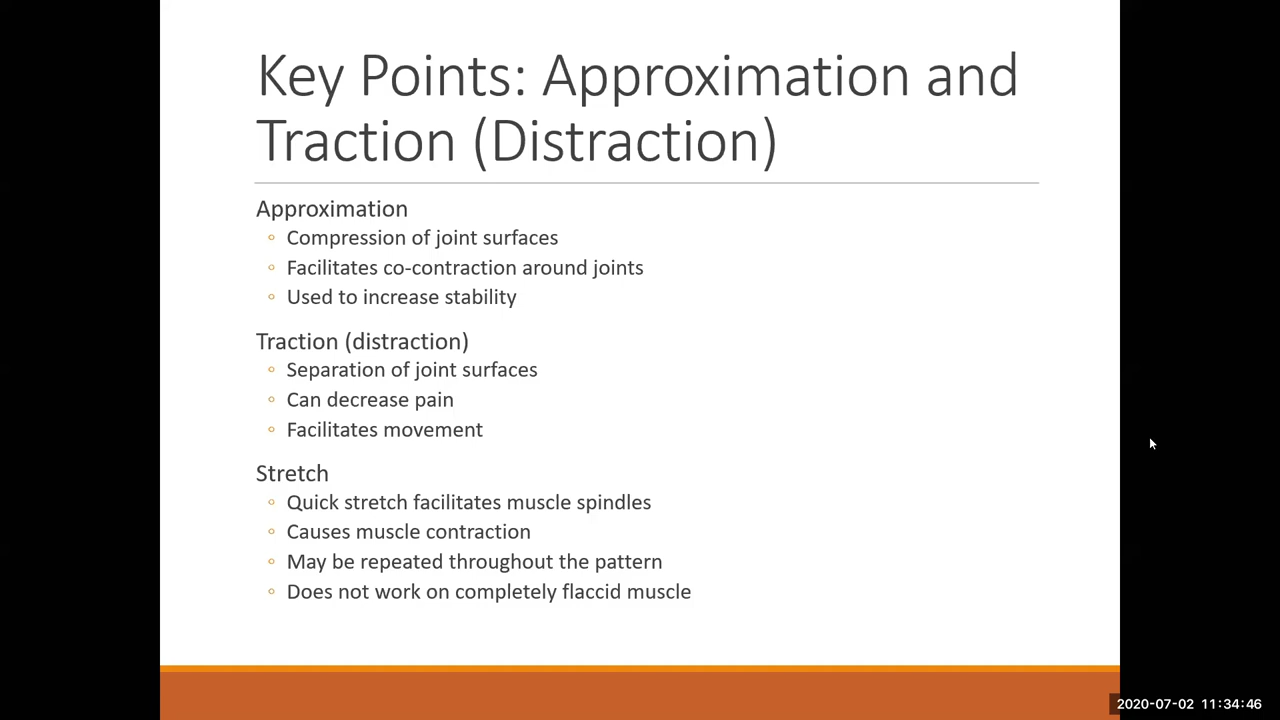 Key Points: Approximation and
Traction (Distraction)
Approximation
◦ Compression of joint surfaces
◦ Facilitates co-contraction around joints
◦ Used to increase stability
Traction (distraction)
◦ Separation of joint surfaces
◦ Can decrease pain
◦ Facilitates movement
Stretch
◦ Quick stretch facilitates muscle spindles
◦ Causes muscle contraction
◦ May be repeated throughout the pattern
◦ Does not work on completely flaccid muscle
2020-07-02 11:34:46